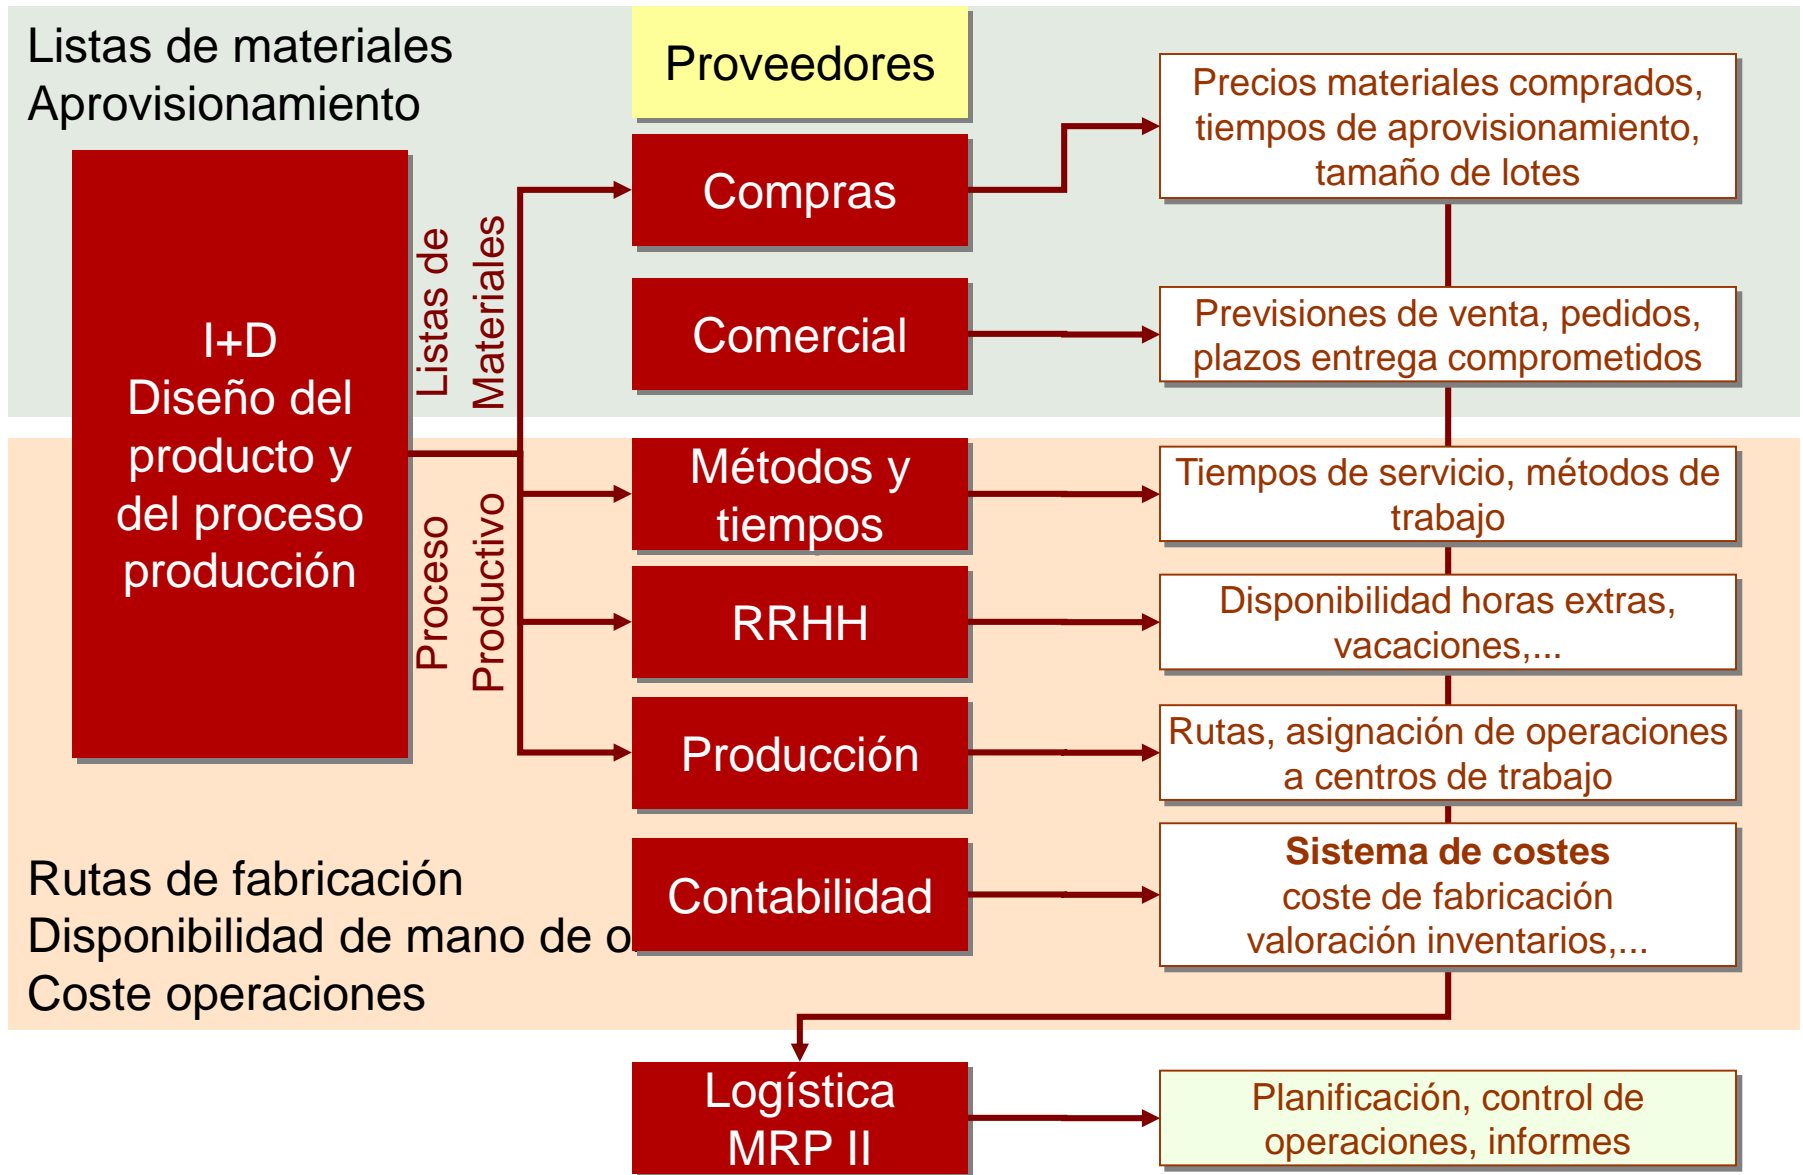 Listas de materiales
Aprovisionamiento
Proveedores
Precios materiales comprados,
tiempos de aprovisionamiento,
tamaño de lotes
Compras
Listas de
Materiales
I+D
Diseño del
producto y
del proceso
producción
Comercial
Previsiones de venta, pedidos,
plazos entrega comprometidos
Proceso
Productivo
Métodos y
tiempos
Tiempos de servicio, métodos de
trabajo
RRHH
Disponibilidad horas extras,
vacaciones,...
Producción
Rutas, asignación de operaciones
a centros de trabajo
Rutas de fabricación
Disponibilidad de mano de o
Coste operaciones
Contabilidad
Sistema de costes
coste de fabricación
valoración inventarios,...
Logística
MRP II
Planificación, control de
operaciones, informes